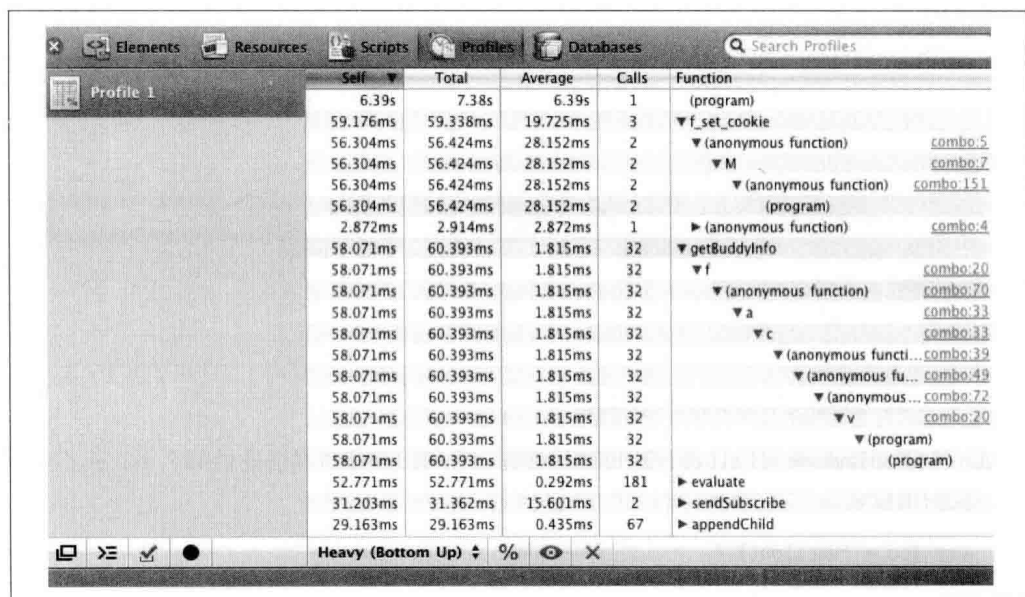 Elements Resources Scripts Profiles Databases Search Profiles
Profile 1
Self Total Average Calls Function
6.39s 7.38s 6.39s 1 (program)
59.176ms 59.338ms 19.725ms 3 f_set_cookie
56.304ms 56.424ms 28.152ms 2 (anonymous function) combo:5
56.304ms 56.424ms 28.152ms 2 M combo:7
56.304ms 56.424ms 28.152ms 2 (anonymous function) combo:151
56.304ms 56.424ms 28.152ms 2 (program)
2.872ms 2.914ms 2.872ms 1 (anonymous function) combo:4
58.071ms 60.393ms 1.815ms 32 getBuddyInfo
58.071ms 60.393ms 1.815ms 32 f combo:20
58.071ms 60.393ms 1.815ms 32 (anonymous function) combo:70
58.071ms 60.393ms 1.815ms 32 a combo:33
58.071ms 60.393ms 1.815ms 32 c combo:33
58.071ms 60.393ms 1.815ms 32 (anonymous functi... combo:39
58.071ms 60.393ms 1.815ms 32 (anonymous fu... combo:49
58.071ms 60.393ms 1.815ms 32 (anonymous ... combo:72
58.071ms 60.393ms 1.815ms 32 v combo:20
58.071ms 60.393ms 1.815ms 32 (program)
58.071ms 60.393ms 1.815ms 32 (program)
52.771ms 52.771ms 0.292ms 181 evaluate
31.203ms 31.362ms 15.601ms 2 sendSubscribe
29.163ms 29.163ms 0.435ms 67 appendChild
Heavy (Bottom Up) %